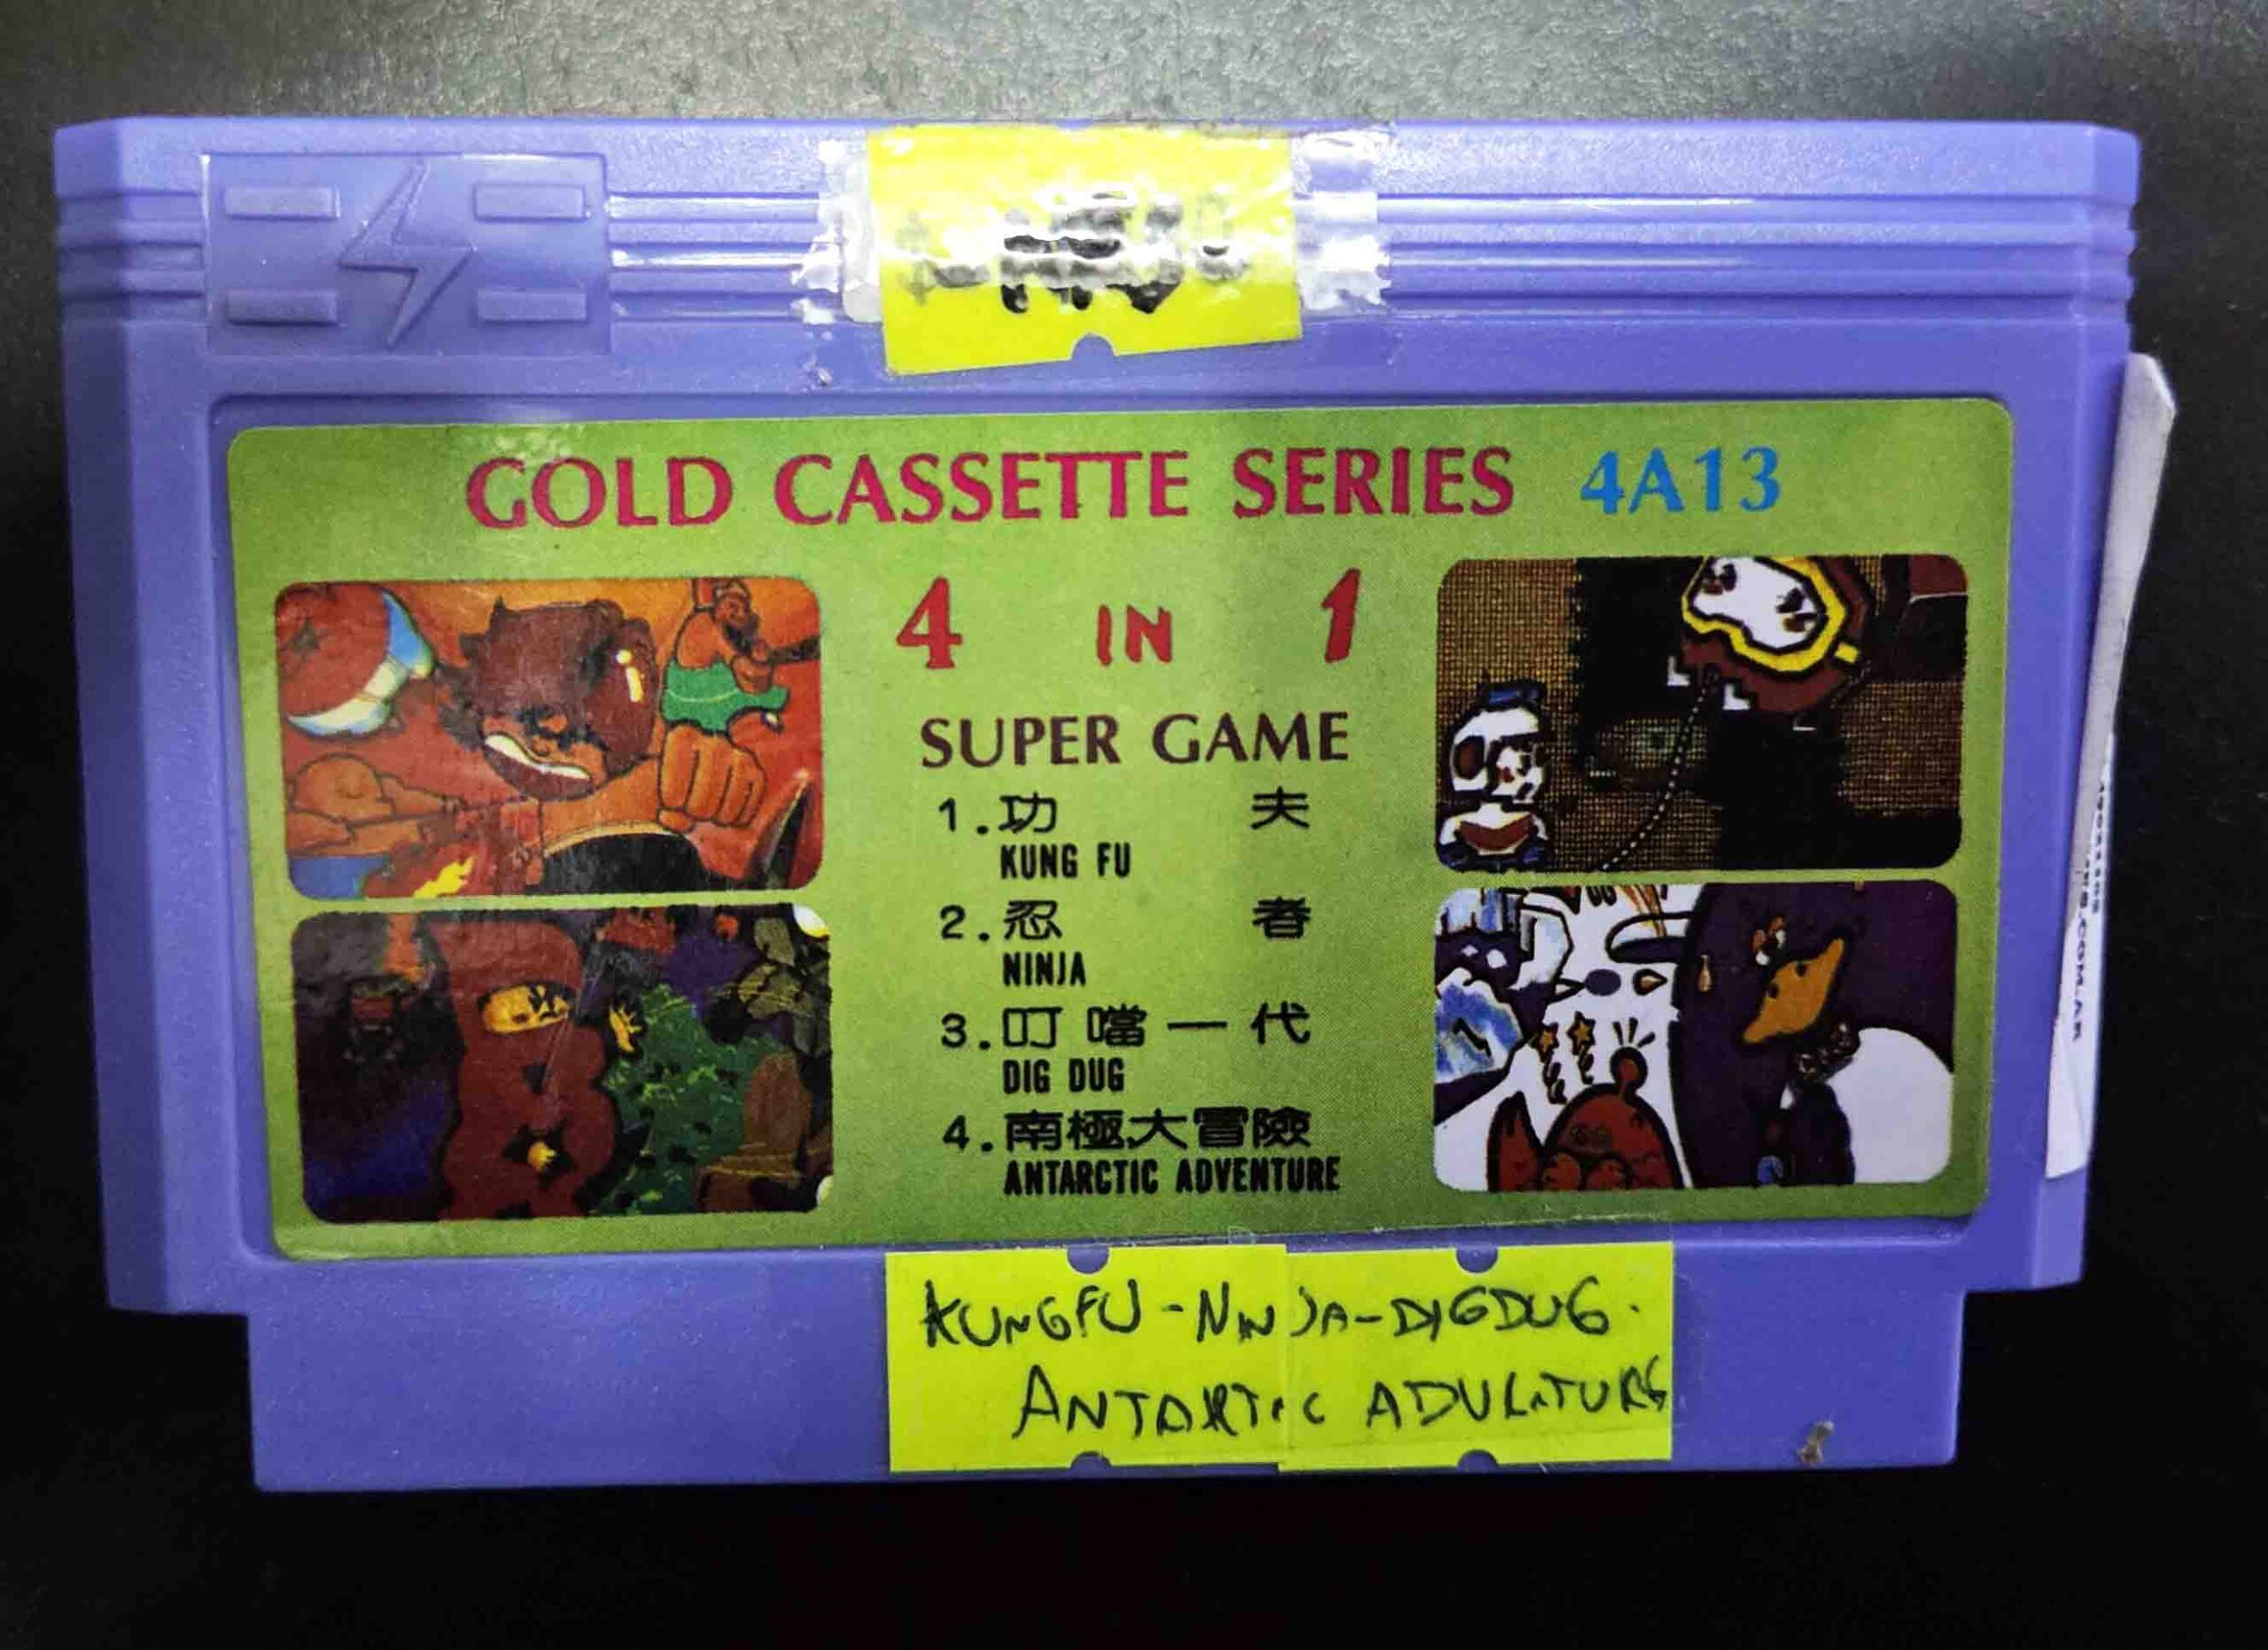 GOLD CASSETTE SERIES 4A13
4 IN 1
SUPER GAME
1.功夫
KUNG FU
2.忍者
NINJA
3.叮噹一代
DIG DUG
4.南極大冒險
ANTARCTIC ADVENTURE
KUNGFU-NINJA-DIGDUG.
ANTARTIC ADVENTURE